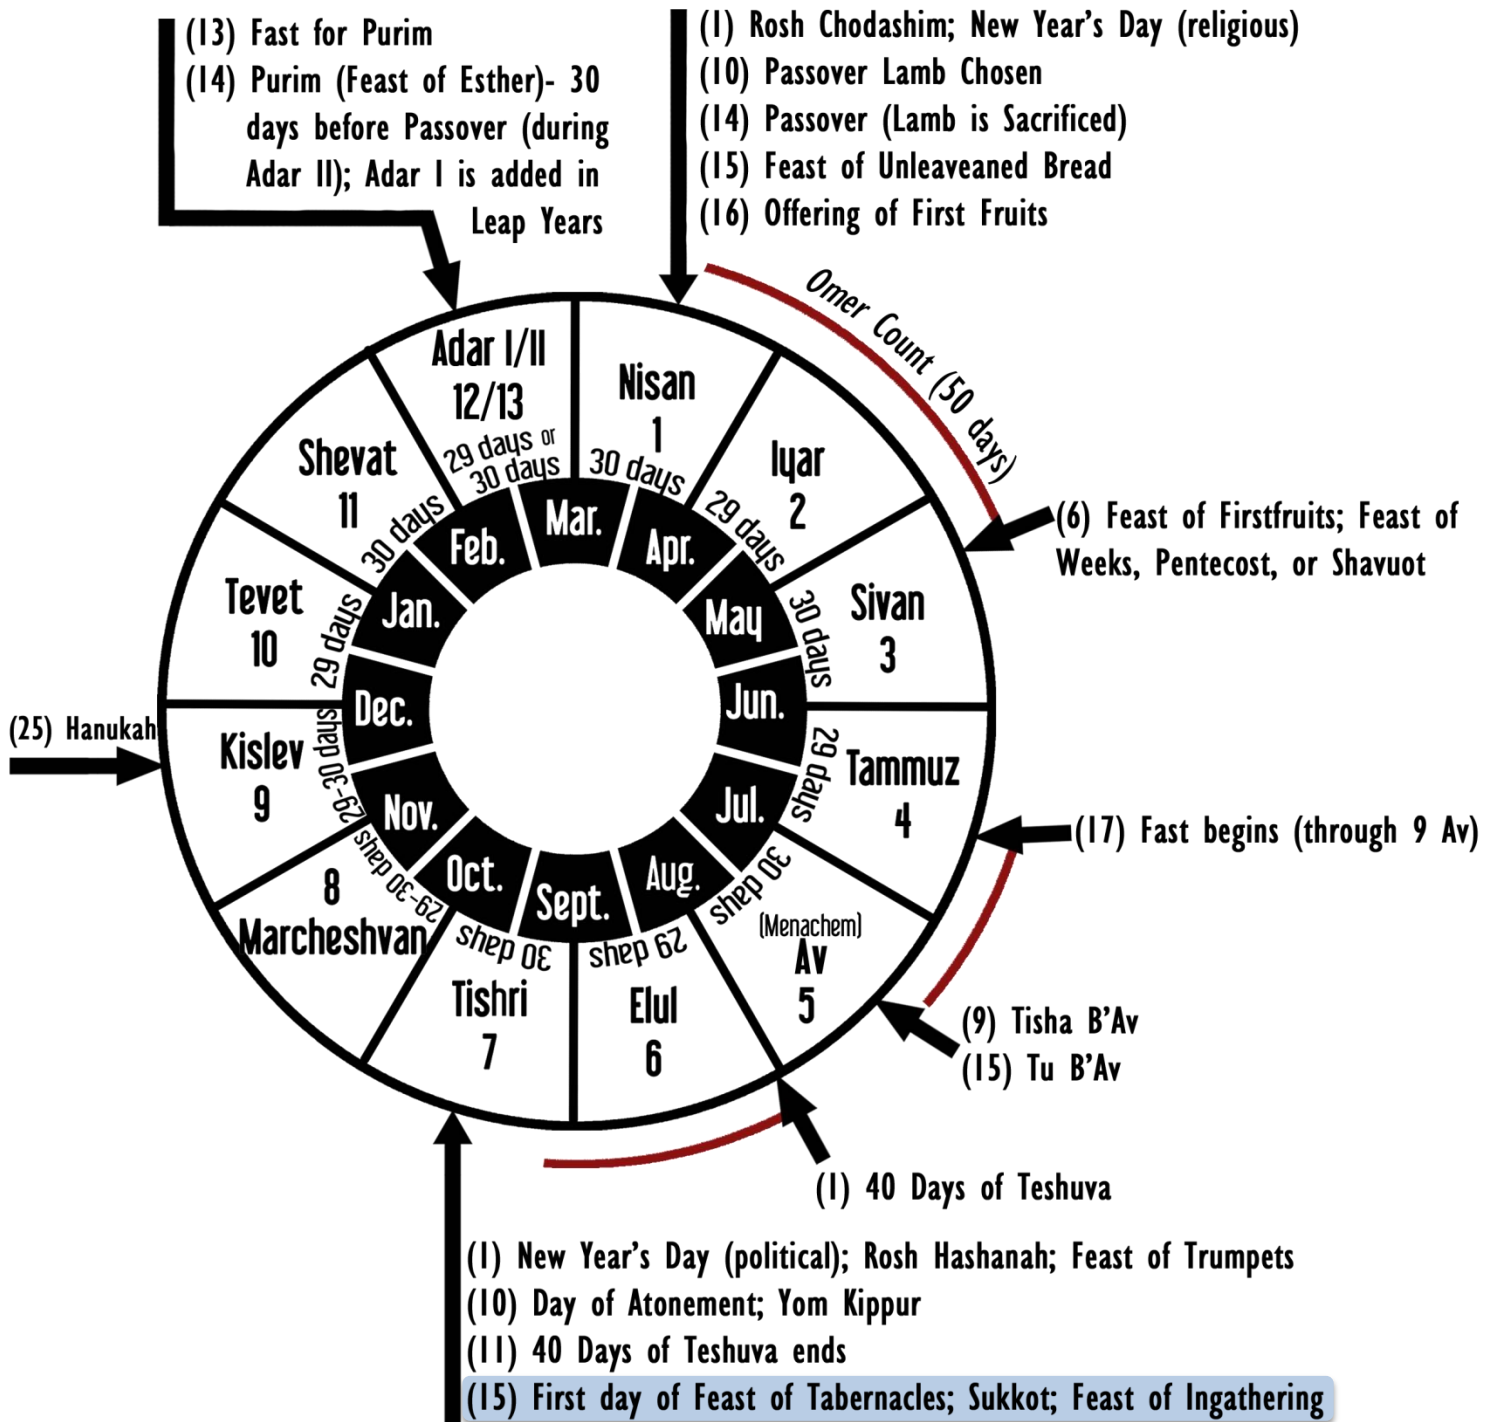 (13) Fast for Purim
(14) Purim (Feast of Esther)- 30
days before Passover (during
Adar II); Adar I is added in
Leap Years
(1) Rosh Chodashim; New Year's Day (religious)
(10) Passover Lamb Chosen
(14) Passover (Lamb is Sacrificed)
(15) Feast of Unleaveaned Bread
(16) Offering of First Fruits
Omer Count (50 days)
(6) Feast of Firstfruits; Feast of
Weeks, Pentecost, or Shavuot
(17) Fast begins (through 9 Av)
(9) Tisha B'Av
(15) Tu B'Av
(1) 40 Days of Teshuva
(1) New Year's Day (political); Rosh Hashanah; Feast of Trumpets
(10) Day of Atonement; Yom Kippur
(11) 40 Days of Teshuva ends
(15) First day of Feast of Tabernacles; Sukkot; Feast of Ingathering
(25) Hanukah
Nisan
1
30 days
Iyar
2
29 days
Sivan
3
30 days
Tammuz
4
29 days
(Menachem)
Av
5
30 days
Elul
6
29 days
Tishri
7
30 days
8
Marcheshvan
29-30 days
Kislev
9
29-30 days
Tevet
10
29 days
Shevat
11
30 days
Adar I/II
12/13
29 days or
30 days
Mar.
Apr.
May
Jun.
Jul.
Aug.
Sept.
Oct.
Nov.
Dec.
Jan.
Feb.